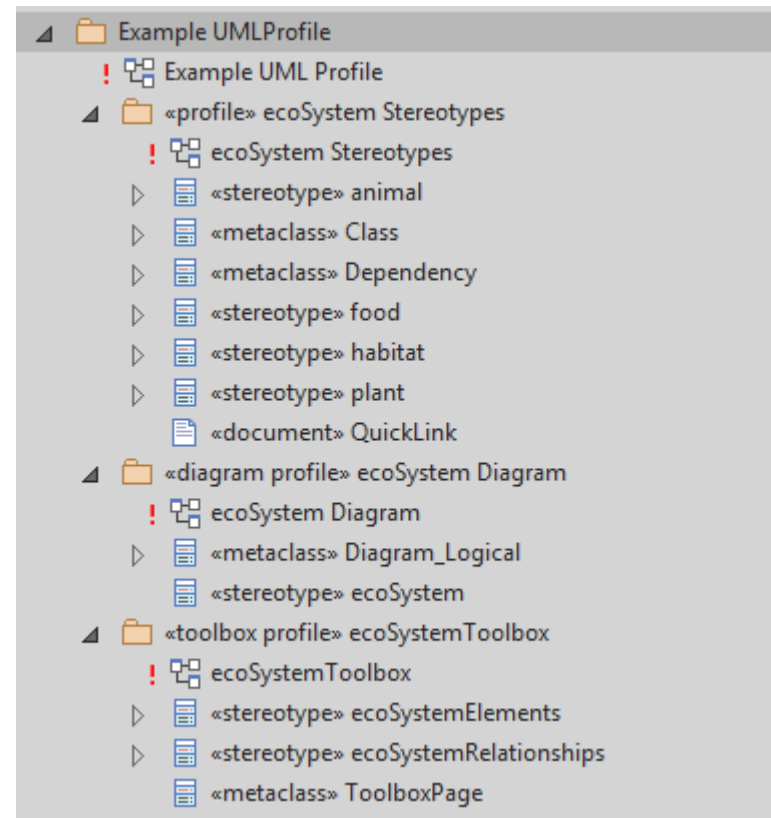 Example UMLProfile
! Example UML Profile
«profile» ecoSystem Stereotypes
! ecoSystem Stereotypes
«stereotype» animal
«metaclass» Class
«metaclass» Dependency
«stereotype» food
«stereotype» habitat
«stereotype» plant
«document» QuickLink
«diagram profile» ecoSystem Diagram
! ecoSystem Diagram
«metaclass» Diagram_Logical
«stereotype» ecoSystem
«toolbox profile» ecoSystemToolbox
! ecoSystemToolbox
«stereotype» ecoSystemElements
«stereotype» ecoSystemRelationships
«metaclass» ToolboxPage